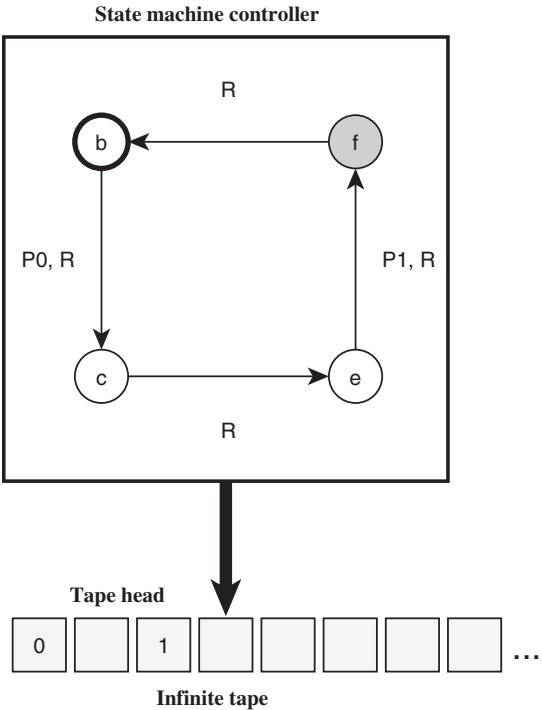 State machine controller
R
b
f
P0, R
P1, R
c
e
R
Tape head
0 1 ...
Infinite tape